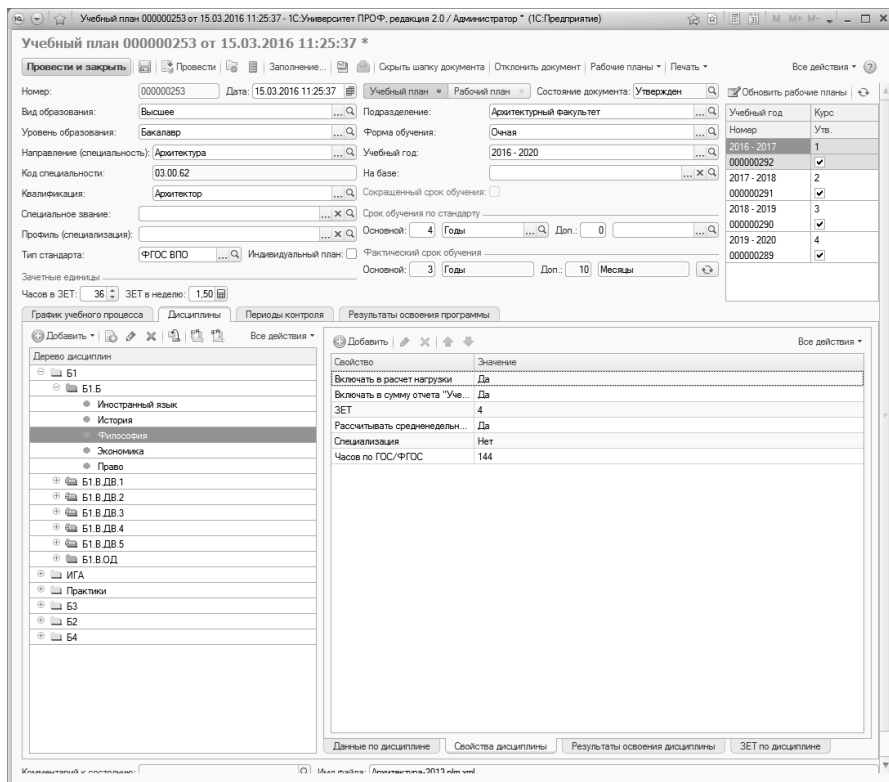 Учебный план 000000253 от 15.03.2016 11:25:37 - 1С:Университет ПРОФ, редакция 2.0 / Администратор * (1С:Предприятие)
M M+ M-
Учебный план 000000253 от 15.03.2016 11:25:37 *
Провести и закрыть Провести Заполнение... Скрыть шапку документа Отклонить документ Рабочие планы Печать Все действия
Номер: 000000253 Дата: 15.03.2016 11:25:37 Учебный план Рабочий план Состояние документа: Утвержден Обновить рабочие планы
Вид образования: Высшее Подразделение: Архитектурный факультет Учебный год Курс
Уровень образования: Бакалавр Форма обучения: Очная Номер Утв.
Направление (специальность): Архитектура Учебный год: 2016 - 2020 2016 - 2017 1
000000292
Код специальности: 03.00.62 На базе: 2017 - 2018 2
Квалификация: Архитектор Сокращенный срок обучения: 000000291
Специальное звание: Срок обучения по стандарту 2018 - 2019 3
Профиль (специализация): Основной: 4 Годы Доп.: 0 000000290
2019 - 2020 4
Тип стандарта: ФГОС ВПО Индивидуальный план: Фактический срок обучения 000000289
Зачетные единицы Основной: 3 Годы Доп.: 10 Месяцы
Часов в ЗЕТ: 36 ЗЕТ в неделю: 1,50
График учебного процесса Дисциплины Периоды контроля Результаты освоения программы
Добавить Все действия Добавить Все действия
Дерево дисциплин Свойство Значение
Б1 Включать в расчет нагрузки Да
Б1.Б Включать в сумму отчета "Уче... Да
Иностранный язык ЗЕТ 4
История Рассчитывать средненедельн... Да
Философия Специализация Нет
Экономика Часов по ГОС/ФГОС 144
Право
Б1.В.ДВ.1
Б1.В.ДВ.2
Б1.В.ДВ.3
Б1.В.ДВ.4
Б1.В.ДВ.5
Б1.В.ОД
ИГА
Практики
Б3
Б2
Б4
Данные по дисциплине Свойства дисциплины Результаты освоения дисциплины ЗЕТ по дисциплине
Комментарий к состоянию: Имя файла: Архитектура-2013.plm.xml